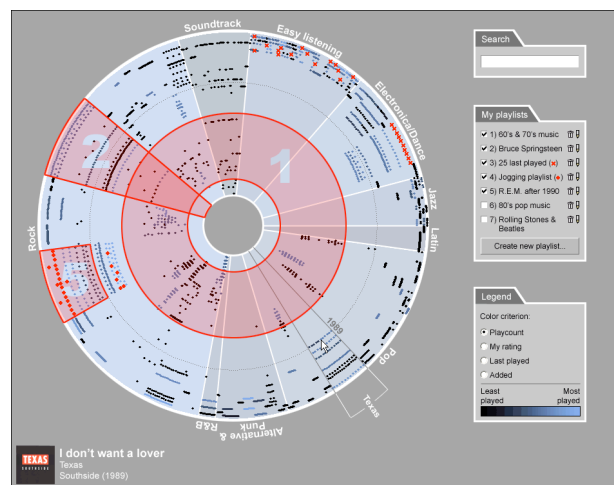 Soundtrack
Easy listening
Electronica/Dance
Jazz
Latin
Pop
Alternative &
Punk
R&B
Rock
1
2
5
1989
Texas
Search
My playlists
1) 60's & 70's music
2) Bruce Springsteen
3) 25 last played (×)
4) Jogging playlist (♦)
5) R.E.M. after 1990
6) 80's pop music
7) Rolling Stones &
Beatles
Create new playlist...
Legend
Color criterion:
Playcount
My rating
Last played
Added
Least
played
Most
played
TEXAS
SOUTHSIDE
I don't want a lover
Texas
Southside (1989)